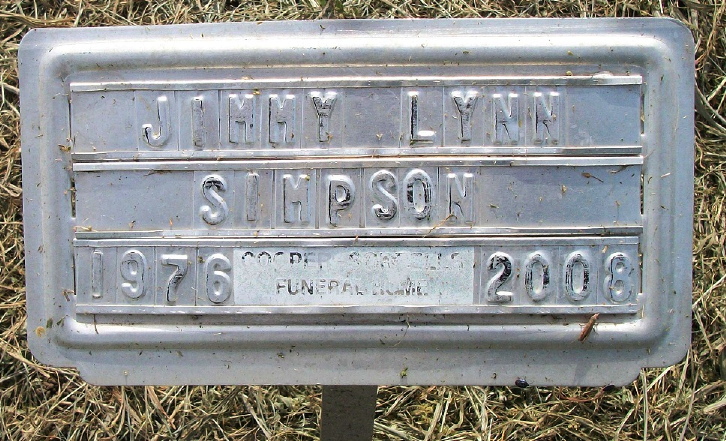 JIMMY LYNN
SIMPSON
1976 FUNERAL HOME 2008